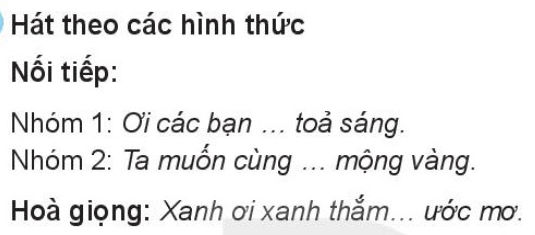 Hát theo các hình thức
Nối tiếp:
Nhóm 1: Ơi các bạn ... toả sáng.
Nhóm 2: Ta muốn cùng ... mộng vàng.
Hoà giọng: Xanh ơi xanh thắm... ước mơ.